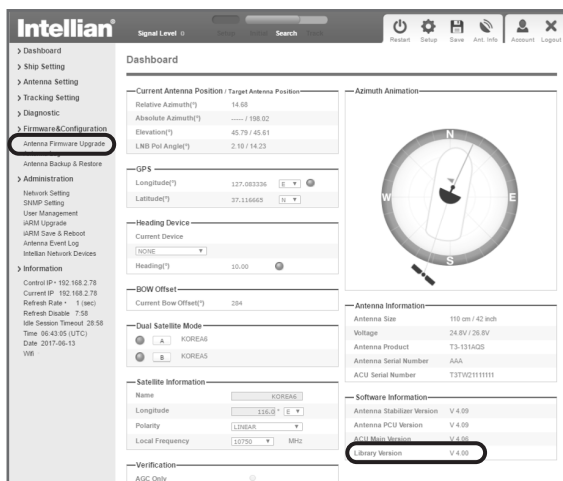 Intellian®
Signal Level 0
Setup Initial Search Track
Restart Setup Save Ant. Info Account Logout
> Dashboard
> Ship Setting
> Antenna Setting
> Tracking Setting
> Diagnostic
> Firmware&Configuration
Antenna Firmware Upgrade
Antenna Backup & Restore
> Administration
Network Setting
SNMP Setting
User Management
iARM Upgrade
iARM Save & Reboot
Antenna Event Log
Intellian Network Devices
> Information
Control IP · 192.168.2.78
Current IP 192.168.2.78
Refresh Rate · 1 (sec)
Refresh Disable 7:58
Idle Session Timeout 28:58
Time 06:43:05 (UTC)
Date 2017-06-13
Wifi
Dashboard
Current Antenna Position / Target Antenna Position
Relative Azimuth(°) 14.68
Absolute Azimuth(°) ----- / 198.02
Elevation(°) 45.79 / 45.61
LNB Pol Angle(°) 2.10 / 14.23
GPS
Longitude(°) 127.083336 E ▼
Latitude(°) 37.116665 N ▼
Heading Device
Current Device
NONE ▼
Heading(°) 10.00
BOW Offset
Current Bow Offset(°) 284
Dual Satellite Mode
A KOREA6
B KOREA5
Satellite Information
Name KOREA6
Longitude 116.0 ° E ▼
Polarity LINEAR ▼
Local Frequency 10750 ▼ MHz
Verification
AGC Only
Azimuth Animation
N
W E
S
Antenna Information
Antenna Size 110 cm / 42 inch
Voltage 24.8V / 26.8V
Antenna Product T3-131AQS
Antenna Serial Number AAA
ACU Serial Number T3TW21111111
Software Information
Antenna Stabilizer Version V 4.09
Antenna PCU Version V 4.09
ACU Main Version V 4.06
Library Version V 4.00